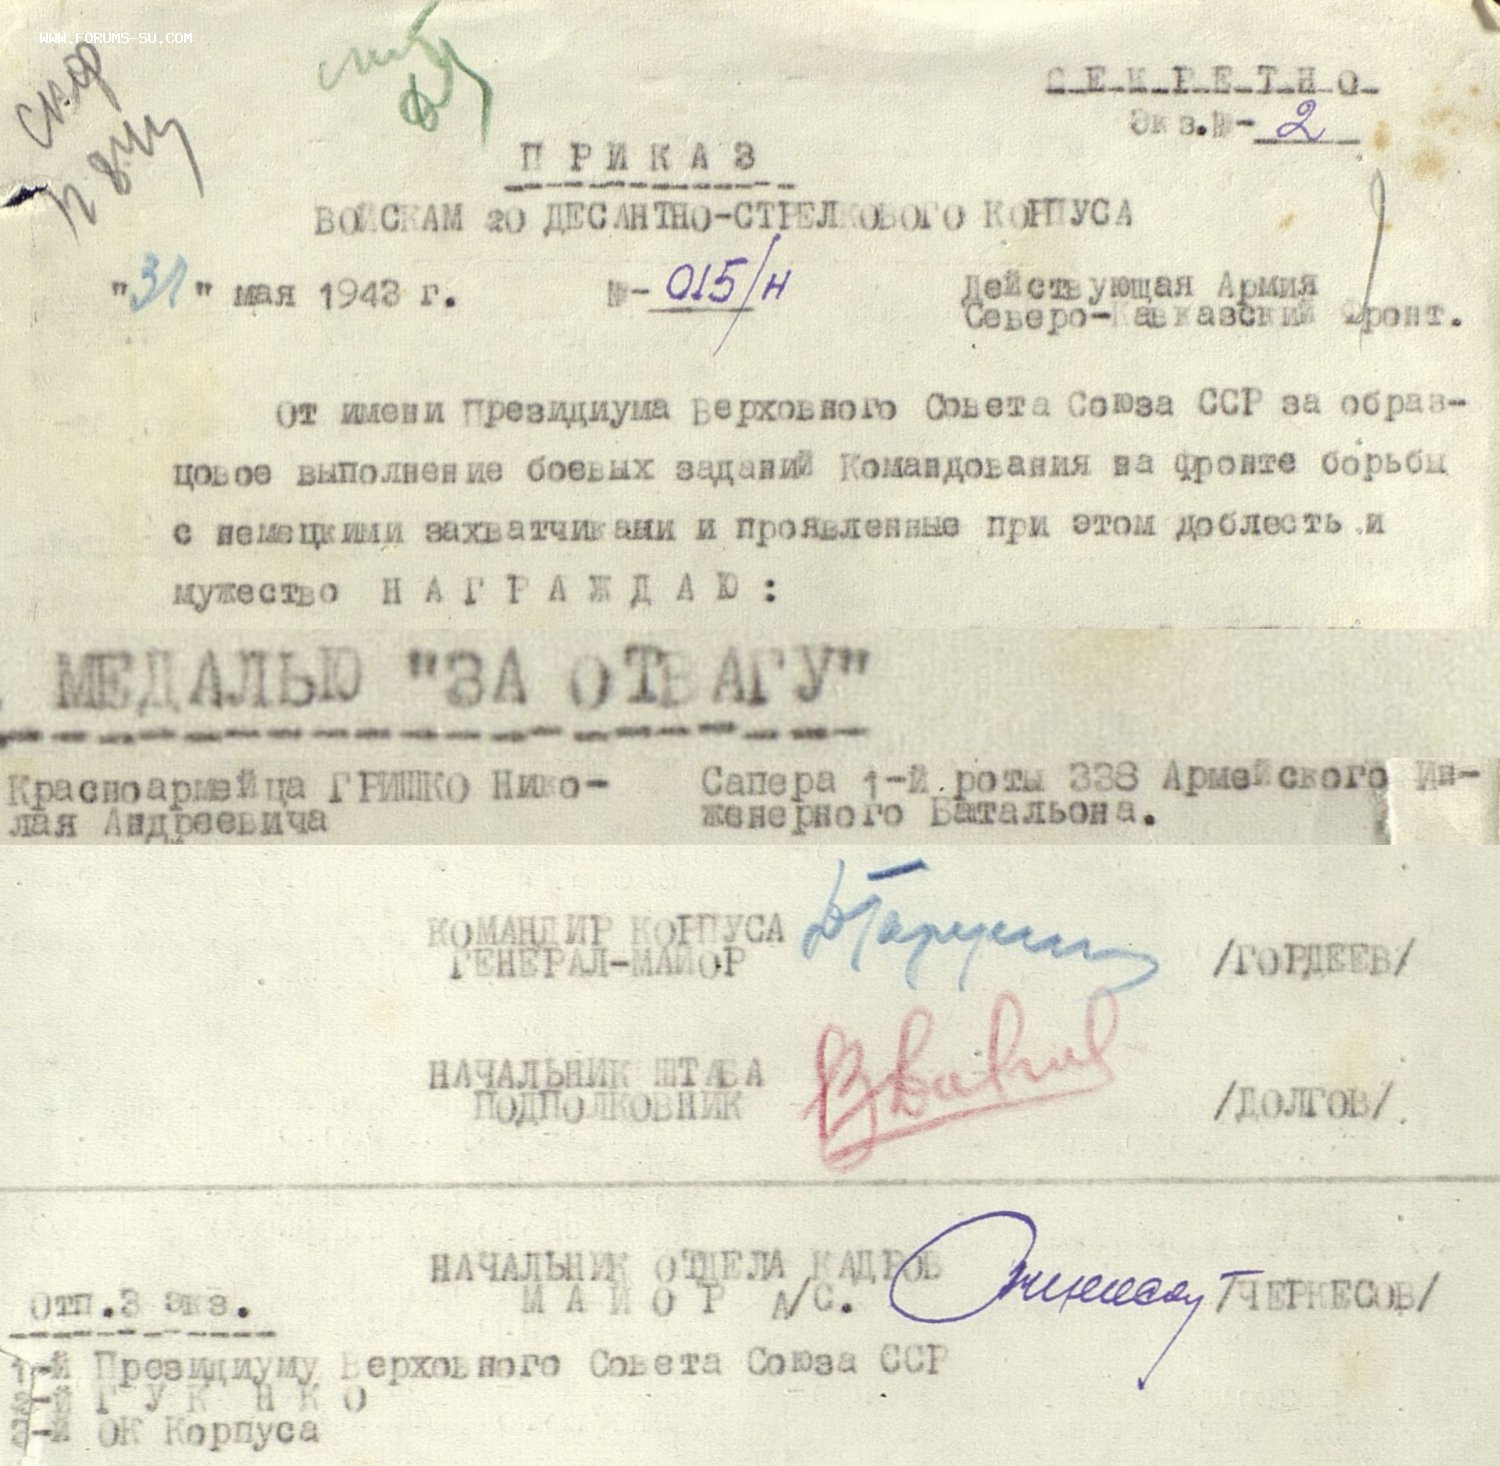 WWW.FORUMS-SU.COM
СЕКРЕТНО
Экз.№- 2
ПРИКАЗ
ВОЙСКАМ 20 ДЕСАНТНО-СТРЕЛКОВОГО КОРПУСА
"31" мая 1943 г. №- 015/н Действующая Армия
Северо-Кавказский Фронт.
От имени Президиума Верховного Совета Союза ССР за образ-
цовое выполнение боевых заданий Командования на фронте борьбы
с немецкими захватчиками и проявленные при этом доблесть и
мужество НАГРАЖДАЮ:
МЕДАЛЬЮ "ЗА ОТВАГУ"
Красноармейца ГРИШКО Нико- Сапера 1-й роты 338 Армейского Ин-
лая Андреевича женерного Батальона.
КОМАНДИР КОРПУСА
ГЕНЕРАЛ-МАЙОР /ГОРДЕЕВ/
НАЧАЛЬНИК ШТАБА
ПОДПОЛКОВНИК /ДОЛГОВ/
НАЧАЛЬНИК ОТДЕЛА КАДРОВ
МАЙОР А/С. /ЧЕРКЕСОВ/
Отп.3 экз.
1-й Президиуму Верховного Совета Союза ССР
2-й ГУК НКО
3-й ОК Корпуса